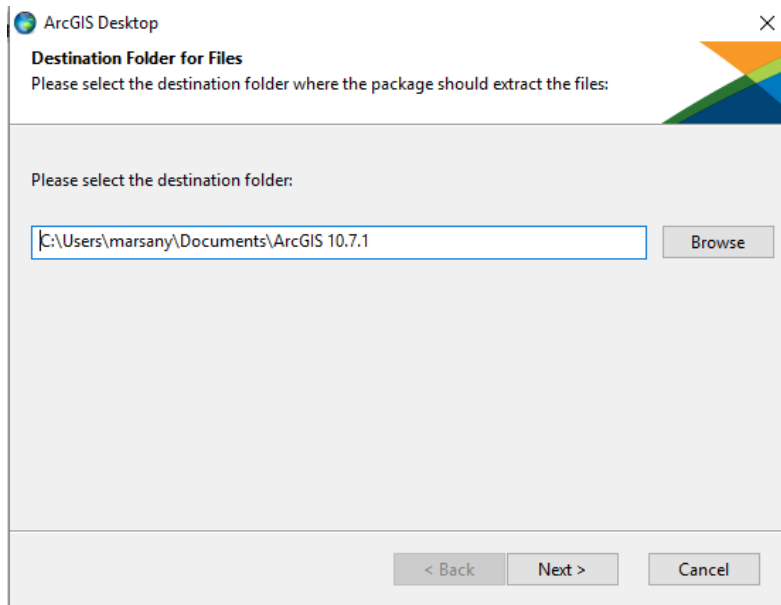 ArcGIS Desktop
Destination Folder for Files
Please select the destination folder where the package should extract the files:
Please select the destination folder:
C:\Users\marsany\Documents\ArcGIS 10.7.1
Browse
< Back
Next >
Cancel